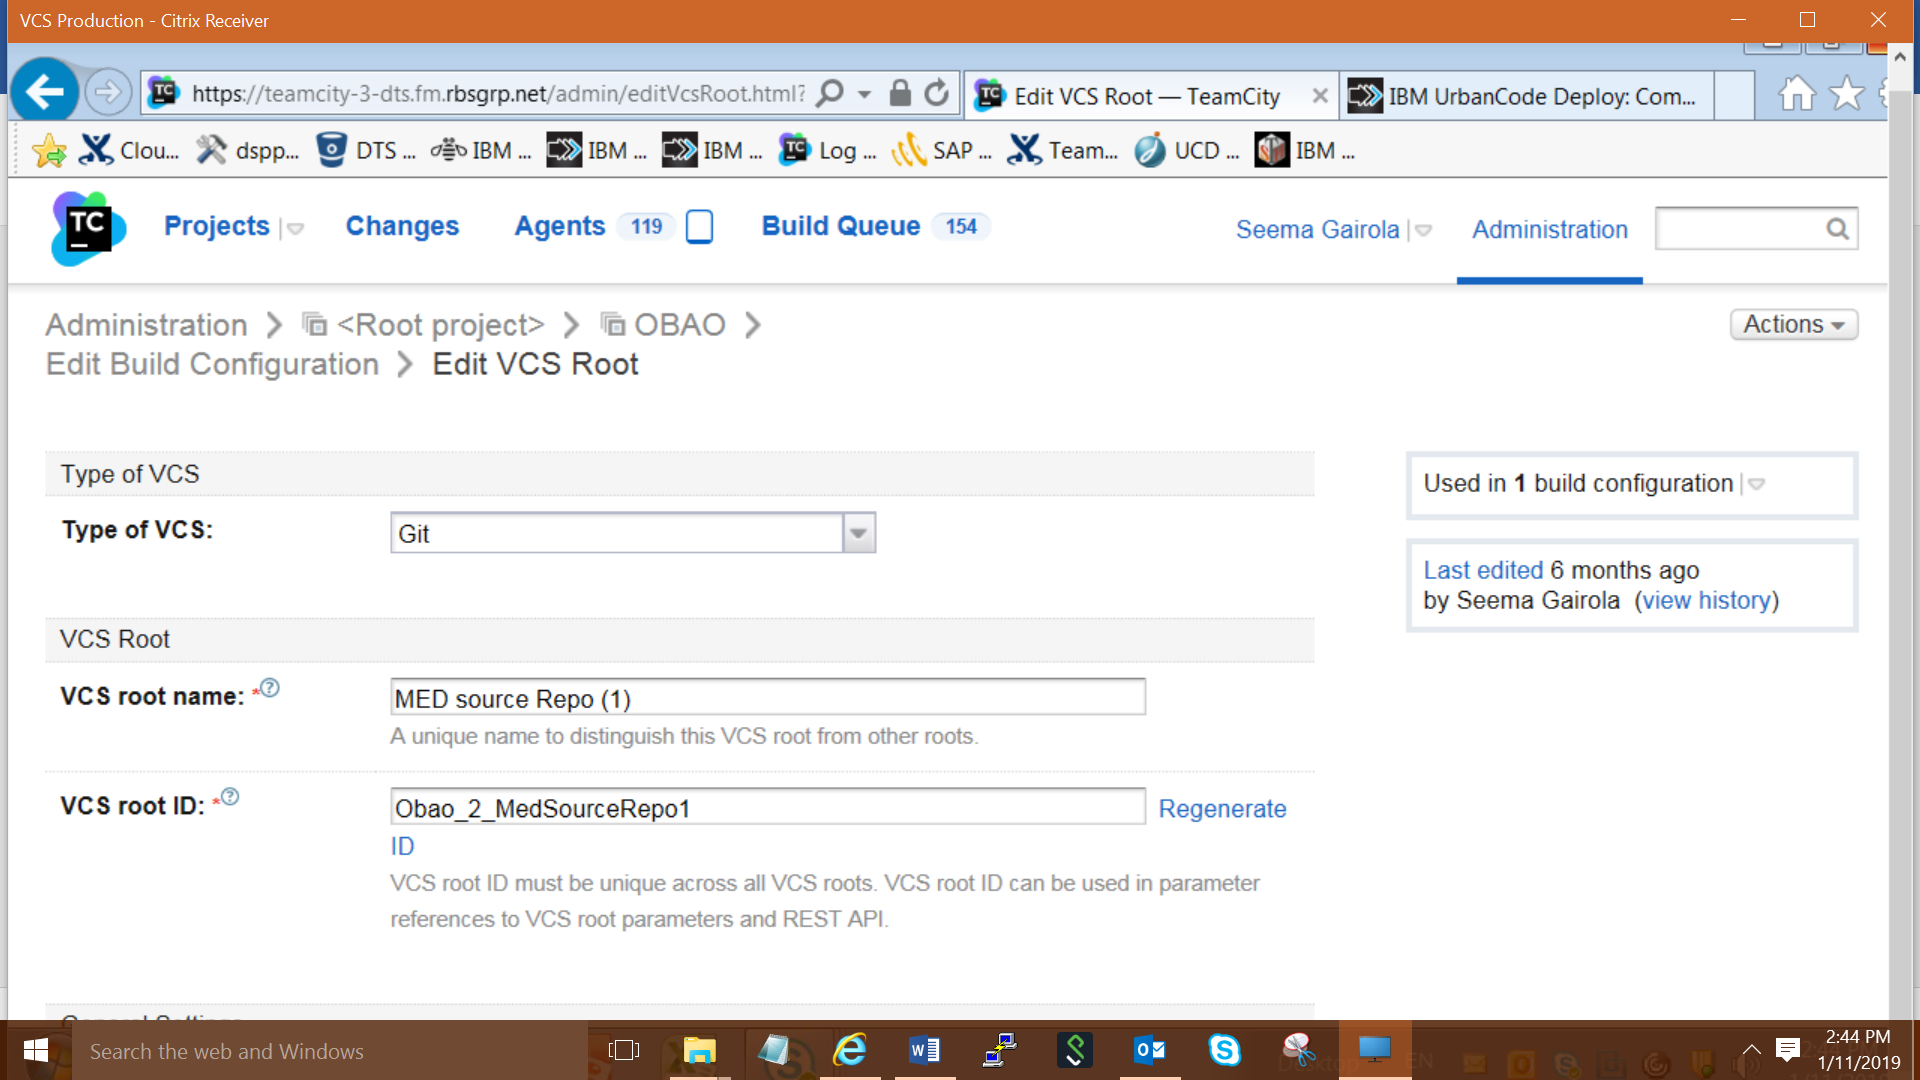 VCS Production - Citrix Receiver
https://teamcity-3-dts.fm.rbsgrp.net/admin/editVcsRoot.html?
Edit VCS Root — TeamCity
IBM UrbanCode Deploy: Com...
Clou... dspp... DTS ... IBM ... IBM ... IBM ... Log ... SAP ... Team... UCD ... IBM ...
TC Projects Changes Agents 119 Build Queue 154 Seema Gairola Administration
Administration <Root project> OBAO
Edit Build Configuration Edit VCS Root
Actions
Type of VCS
Type of VCS: Git
Used in 1 build configuration
Last edited 6 months ago
by Seema Gairola (view history)
VCS Root
VCS root name: * MED source Repo (1)
A unique name to distinguish this VCS root from other roots.
VCS root ID: * Obao_2_MedSourceRepo1 Regenerate
ID
VCS root ID must be unique across all VCS roots. VCS root ID can be used in parameter
references to VCS root parameters and REST API.
General Settings
Search the web and Windows
2:44 PM
1/11/2019